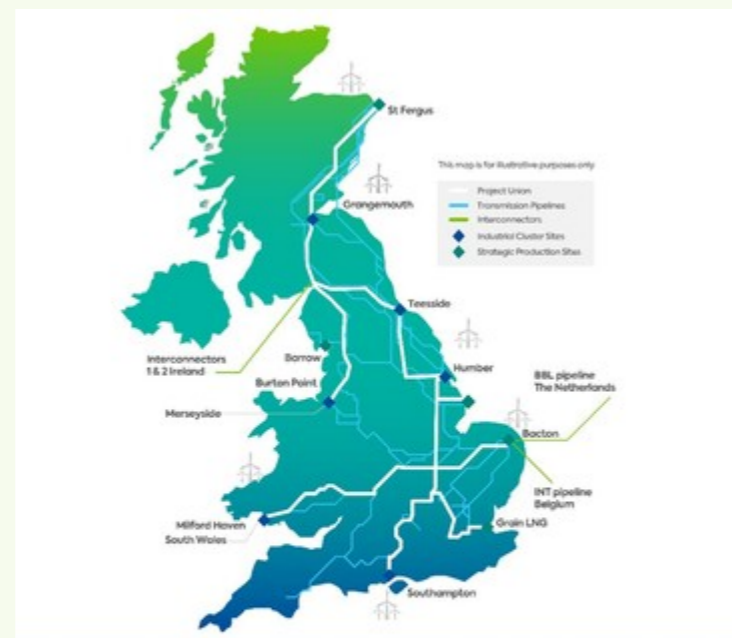 St Fergus
This map is for illustrative purposes only
Project Union
Transmission Pipelines
Interconnectors
Industrial Cluster Sites
Strategic Production Sites
Grangemouth
Teesside
Interconnectors
1 & 2 Ireland
Barrow
Burton Point
Merseyside
Humber
BBL pipeline
The Netherlands
Bacton
INT pipeline
Belgium
Milford Haven
South Wales
Grain LNG
Southampton